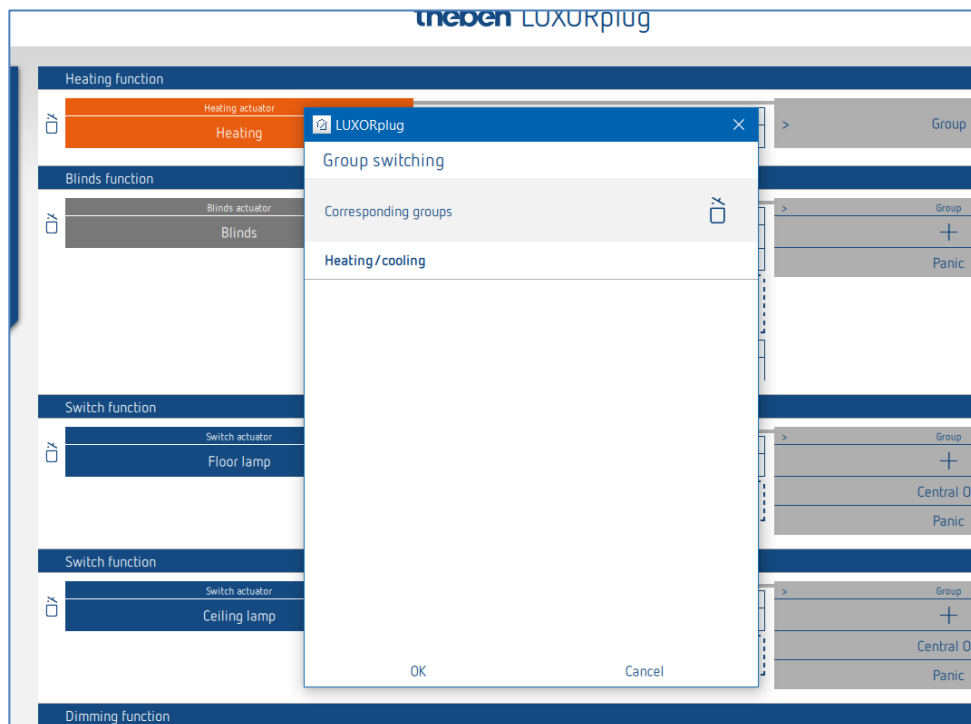 theben LUXORplug
Heating function
Heating actuator
Heating
> Group
LUXORplug
Group switching
Corresponding groups
Heating/cooling
OK Cancel
Blinds function
Blinds actuator
Blinds
> Group
+
Panic
Switch function
Switch actuator
Floor lamp
> Group
+
Central O
Panic
Switch function
Switch actuator
Ceiling lamp
> Group
+
Central O
Panic
Dimming function